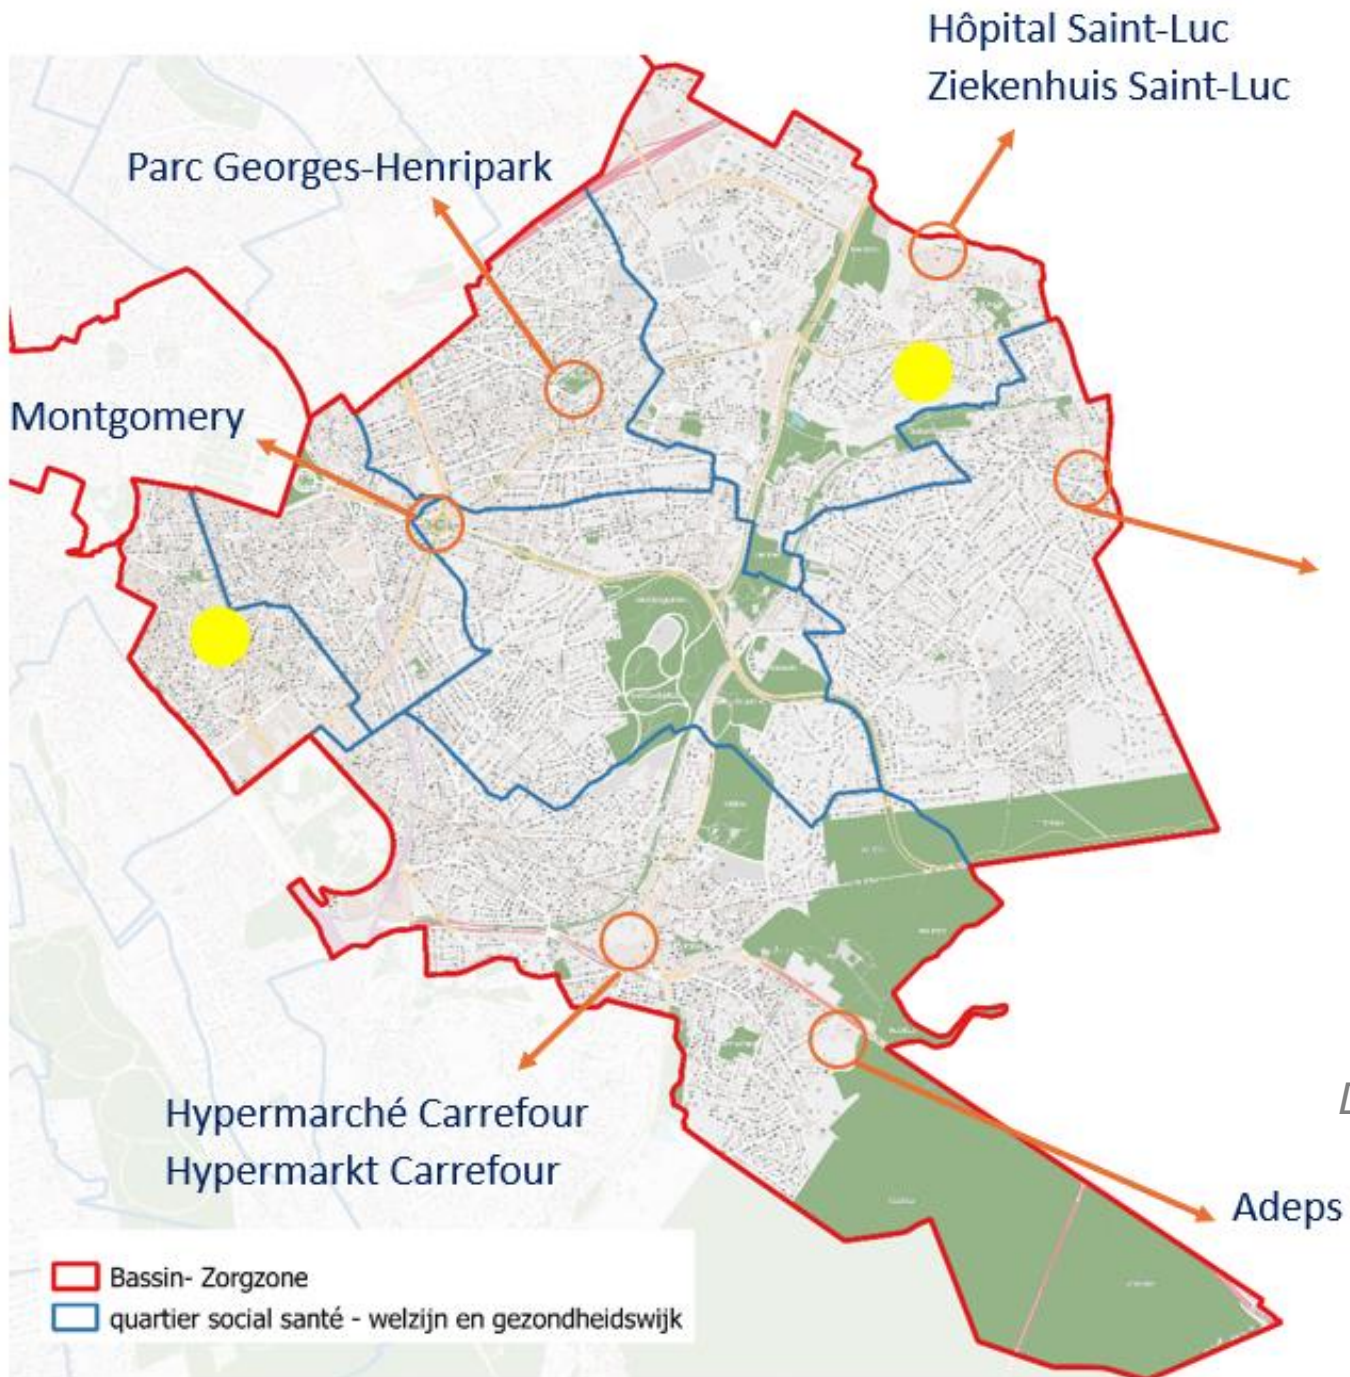 Hôpital Saint-Luc
Ziekenhuis Saint-Luc
Parc Georges-Henripark
Montgomery
Hypermarché Carrefour
Hypermarkt Carrefour
Adeps
Bassin- Zorgzone
quartier social santé - welzijn en gezondheidswijk